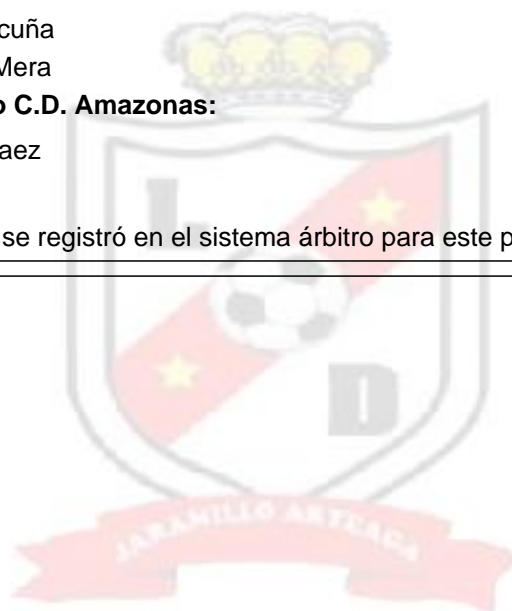 cuña
Mera
o C.D. Amazonas:
aez
se registró en el sistema árbitro para este p
L
D
JARAMILLO ARTEAGA